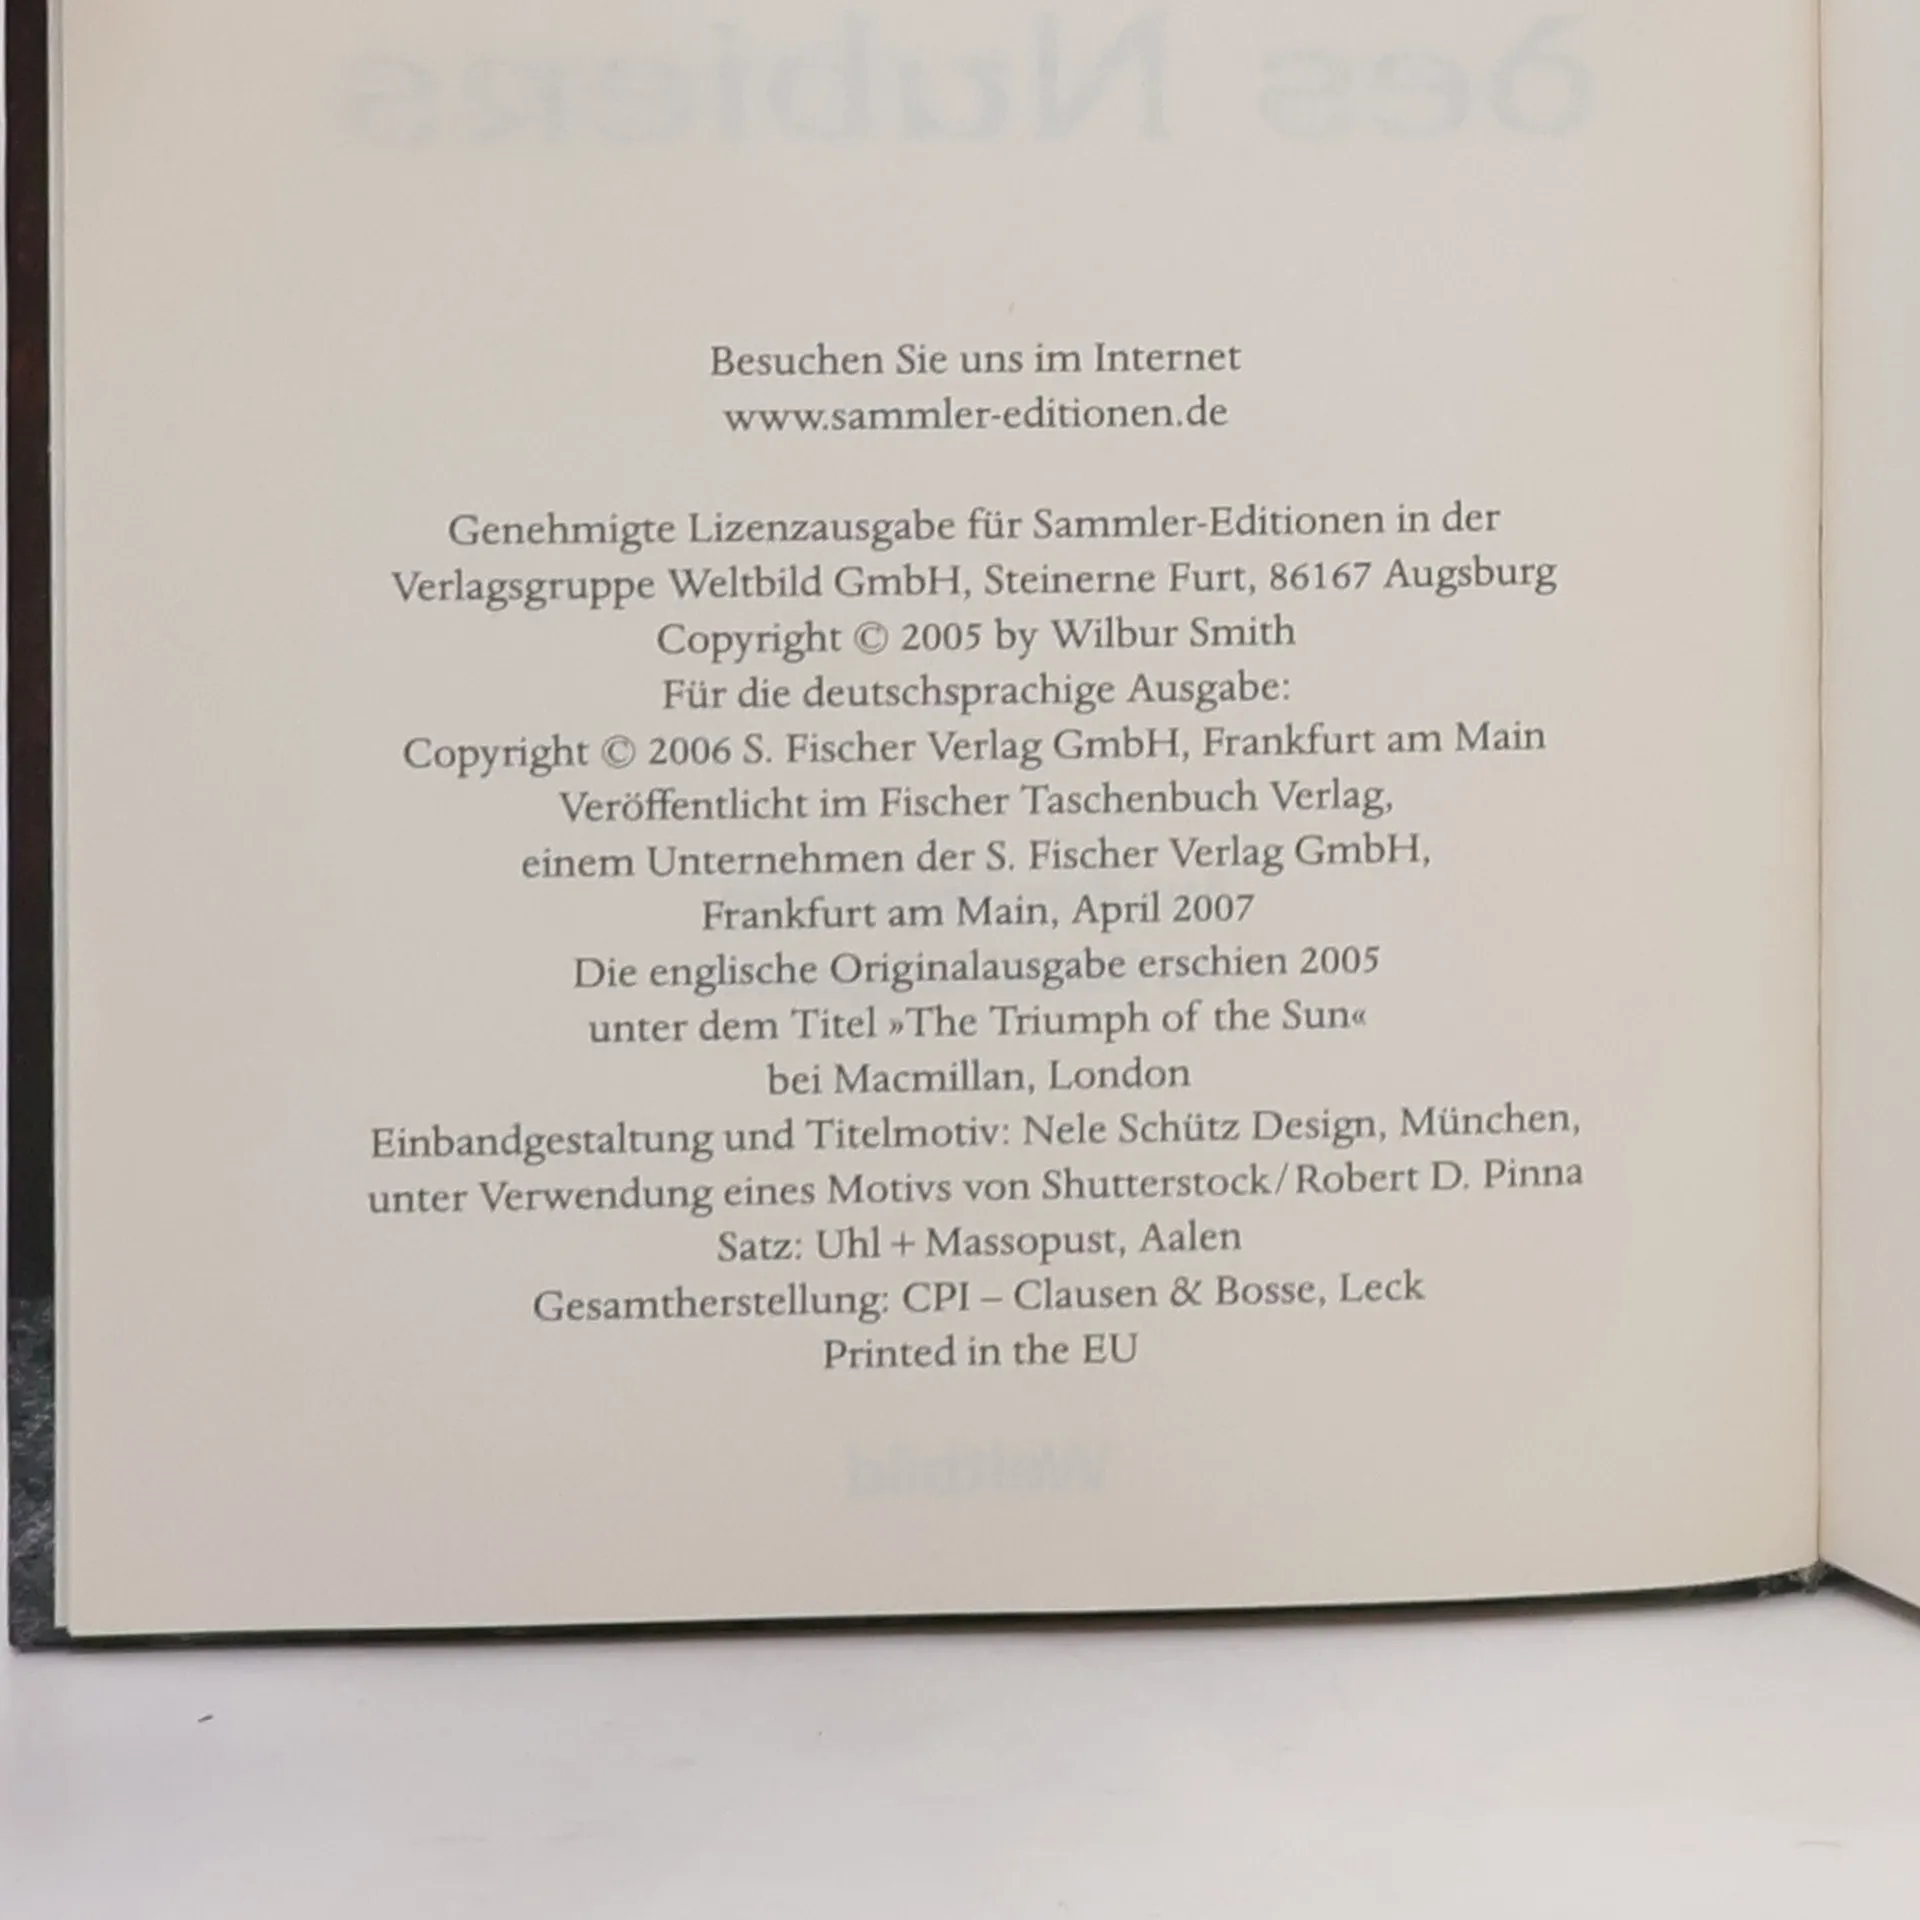 des Nubiers
Besuchen Sie uns im Internet
www.sammler-editionen.de
Genehmigte Lizenzausgabe für Sammler-Editionen in der
Verlagsgruppe Weltbild GmbH, Steinerne Furt, 86167 Augsburg
Copyright © 2005 by Wilbur Smith
Für die deutschsprachige Ausgabe:
Copyright © 2006 S. Fischer Verlag GmbH, Frankfurt am Main
Veröffentlicht im Fischer Taschenbuch Verlag,
einem Unternehmen der S. Fischer Verlag GmbH,
Frankfurt am Main, April 2007
Die englische Originalausgabe erschien 2005
unter dem Titel »The Triumph of the Sun«
bei Macmillan, London
Einbandgestaltung und Titelmotiv: Nele Schütz Design, München,
unter Verwendung eines Motivs von Shutterstock/Robert D. Pinna
Satz: Uhl + Massopust, Aalen
Gesamtherstellung: CPI – Clausen & Bosse, Leck
Printed in the EU
Weltbild